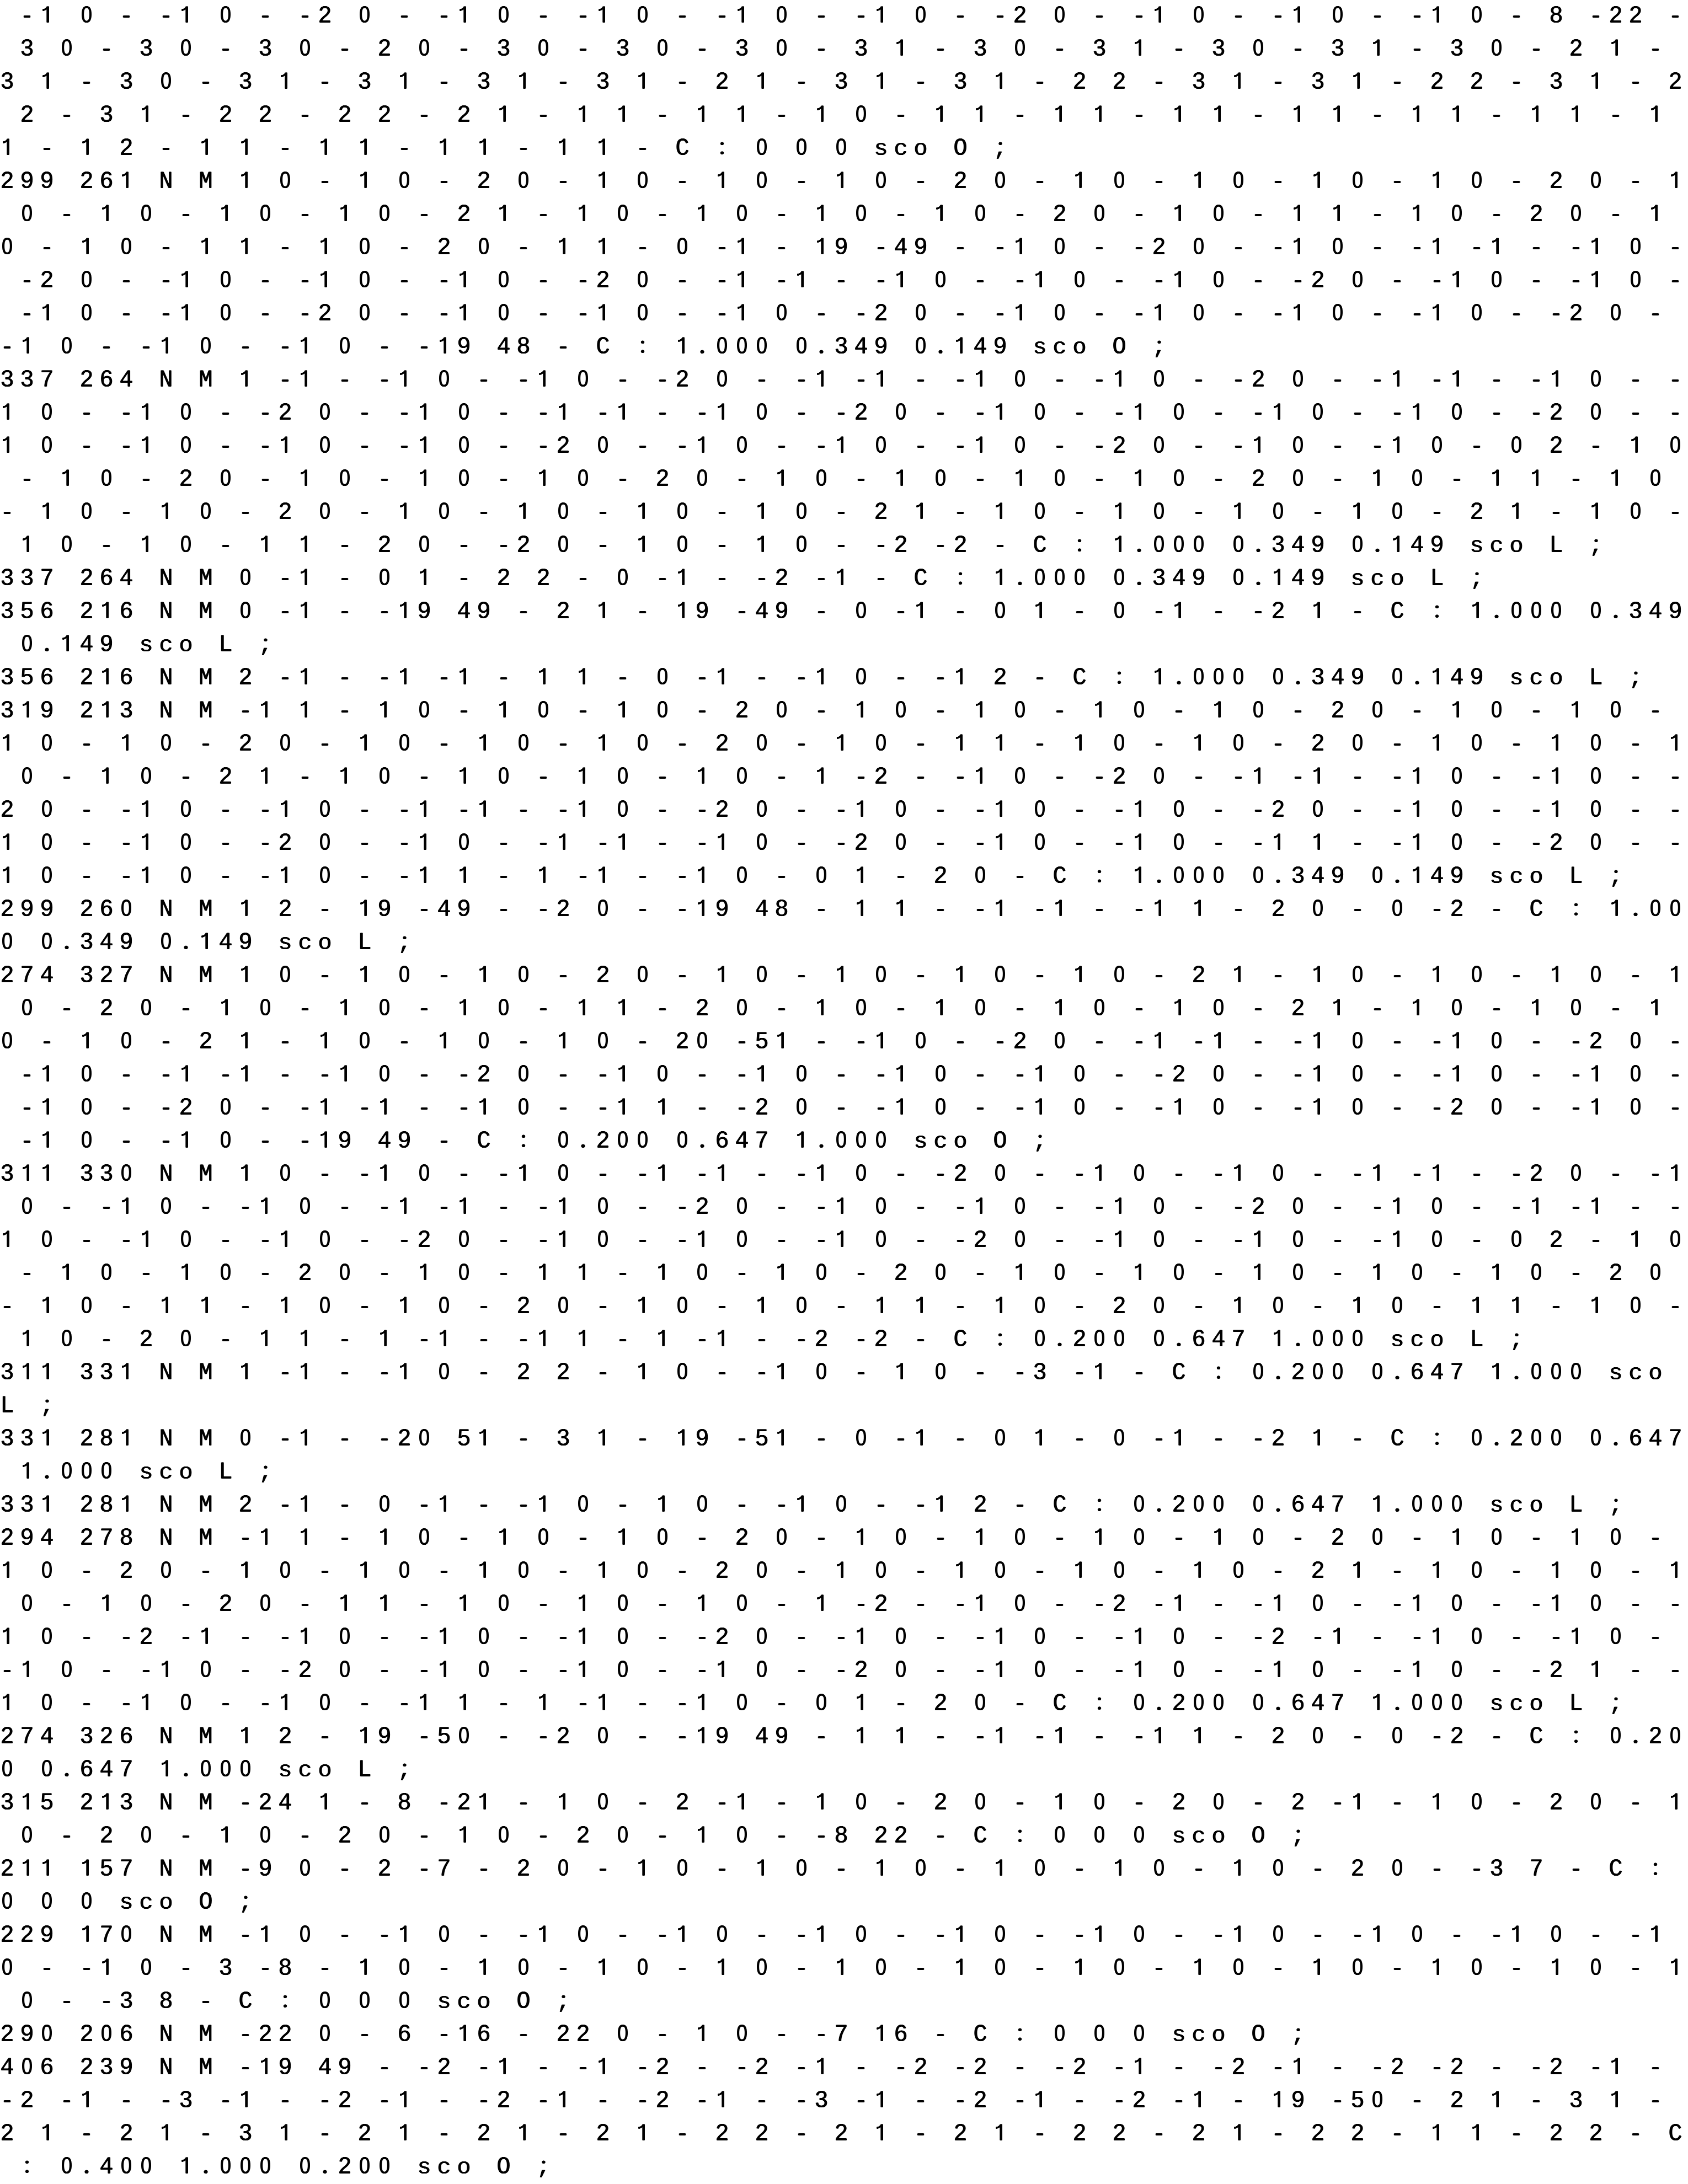 -1 0 - -1 0 - -2 0 - -1 0 - -1 0 - -1 0 - -1 0 - -2 0 - -1 0 - -1 0 - -1 0 - 8 -22 -
3 0 - 3 0 - 3 0 - 2 0 - 3 0 - 3 0 - 3 0 - 3 1 - 3 0 - 3 1 - 3 0 - 3 1 - 3 0 - 2 1 -
3 1 - 3 0 - 3 1 - 3 1 - 3 1 - 3 1 - 2 1 - 3 1 - 3 1 - 2 2 - 3 1 - 3 1 - 2 2 - 3 1 - 2
2 - 3 1 - 2 2 - 2 2 - 2 1 - 1 1 - 1 1 - 1 0 - 1 1 - 1 1 - 1 1 - 1 1 - 1 1 - 1 1 - 1
1 - 1 2 - 1 1 - 1 1 - 1 1 - 1 1 - C : 0 0 0 sco O ;
299 261 N M 1 0 - 1 0 - 2 0 - 1 0 - 1 0 - 1 0 - 2 0 - 1 0 - 1 0 - 1 0 - 1 0 - 2 0 - 1
0 - 1 0 - 1 0 - 1 0 - 2 1 - 1 0 - 1 0 - 1 0 - 1 0 - 2 0 - 1 0 - 1 1 - 1 0 - 2 0 - 1
0 - 1 0 - 1 1 - 1 0 - 2 0 - 1 1 - 0 -1 - 19 -49 - -1 0 - -2 0 - -1 0 - -1 -1 - -1 0 -
-2 0 - -1 0 - -1 0 - -1 0 - -2 0 - -1 -1 - -1 0 - -1 0 - -1 0 - -2 0 - -1 0 - -1 0 -
-1 0 - -1 0 - -2 0 - -1 0 - -1 0 - -1 0 - -2 0 - -1 0 - -1 0 - -1 0 - -1 0 - -2 0 -
-1 0 - -1 0 - -1 0 - -19 48 - C : 1.000 0.349 0.149 sco O ;
337 264 N M 1 -1 - -1 0 - -1 0 - -2 0 - -1 -1 - -1 0 - -1 0 - -2 0 - -1 -1 - -1 0 - -
1 0 - -1 0 - -2 0 - -1 0 - -1 -1 - -1 0 - -2 0 - -1 0 - -1 0 - -1 0 - -1 0 - -2 0 - -
1 0 - -1 0 - -1 0 - -1 0 - -2 0 - -1 0 - -1 0 - -1 0 - -2 0 - -1 0 - -1 0 - 0 2 - 1 0
- 1 0 - 2 0 - 1 0 - 1 0 - 1 0 - 2 0 - 1 0 - 1 0 - 1 0 - 1 0 - 2 0 - 1 0 - 1 1 - 1 0
- 1 0 - 1 0 - 2 0 - 1 0 - 1 0 - 1 0 - 1 0 - 2 1 - 1 0 - 1 0 - 1 0 - 1 0 - 2 1 - 1 0 -
1 0 - 1 0 - 1 1 - 2 0 - -2 0 - 1 0 - 1 0 - -2 -2 - C : 1.000 0.349 0.149 sco L ;
337 264 N M 0 -1 - 0 1 - 2 2 - 0 -1 - -2 -1 - C : 1.000 0.349 0.149 sco L ;
356 216 N M 0 -1 - -19 49 - 2 1 - 19 -49 - 0 -1 - 0 1 - 0 -1 - -2 1 - C : 1.000 0.349
0.149 sco L ;
356 216 N M 2 -1 - -1 -1 - 1 1 - 0 -1 - -1 0 - -1 2 - C : 1.000 0.349 0.149 sco L ;
319 213 N M -1 1 - 1 0 - 1 0 - 1 0 - 2 0 - 1 0 - 1 0 - 1 0 - 1 0 - 2 0 - 1 0 - 1 0 -
1 0 - 1 0 - 2 0 - 1 0 - 1 0 - 1 0 - 2 0 - 1 0 - 1 1 - 1 0 - 1 0 - 2 0 - 1 0 - 1 0 - 1
0 - 1 0 - 2 1 - 1 0 - 1 0 - 1 0 - 1 0 - 1 -2 - -1 0 - -2 0 - -1 -1 - -1 0 - -1 0 - -
2 0 - -1 0 - -1 0 - -1 -1 - -1 0 - -2 0 - -1 0 - -1 0 - -1 0 - -2 0 - -1 0 - -1 0 - -
1 0 - -1 0 - -2 0 - -1 0 - -1 -1 - -1 0 - -2 0 - -1 0 - -1 0 - -1 1 - -1 0 - -2 0 - -
1 0 - -1 0 - -1 0 - -1 1 - 1 -1 - -1 0 - 0 1 - 2 0 - C : 1.000 0.349 0.149 sco L ;
299 260 N M 1 2 - 19 -49 - -2 0 - -19 48 - 1 1 - -1 -1 - -1 1 - 2 0 - 0 -2 - C : 1.00
0 0.349 0.149 sco L ;
274 327 N M 1 0 - 1 0 - 1 0 - 2 0 - 1 0 - 1 0 - 1 0 - 1 0 - 2 1 - 1 0 - 1 0 - 1 0 - 1
0 - 2 0 - 1 0 - 1 0 - 1 0 - 1 1 - 2 0 - 1 0 - 1 0 - 1 0 - 1 0 - 2 1 - 1 0 - 1 0 - 1
0 - 1 0 - 2 1 - 1 0 - 1 0 - 1 0 - 20 -51 - -1 0 - -2 0 - -1 -1 - -1 0 - -1 0 - -2 0 -
-1 0 - -1 -1 - -1 0 - -2 0 - -1 0 - -1 0 - -1 0 - -1 0 - -2 0 - -1 0 - -1 0 - -1 0 -
-1 0 - -2 0 - -1 -1 - -1 0 - -1 1 - -2 0 - -1 0 - -1 0 - -1 0 - -1 0 - -2 0 - -1 0 -
-1 0 - -1 0 - -19 49 - C : 0.200 0.647 1.000 sco O ;
311 330 N M 1 0 - -1 0 - -1 0 - -1 -1 - -1 0 - -2 0 - -1 0 - -1 0 - -1 -1 - -2 0 - -1
0 - -1 0 - -1 0 - -1 -1 - -1 0 - -2 0 - -1 0 - -1 0 - -1 0 - -2 0 - -1 0 - -1 -1 - -
1 0 - -1 0 - -1 0 - -2 0 - -1 0 - -1 0 - -1 0 - -2 0 - -1 0 - -1 0 - -1 0 - 0 2 - 1 0
- 1 0 - 1 0 - 2 0 - 1 0 - 1 1 - 1 0 - 1 0 - 2 0 - 1 0 - 1 0 - 1 0 - 1 0 - 1 0 - 2 0
- 1 0 - 1 1 - 1 0 - 1 0 - 2 0 - 1 0 - 1 0 - 1 1 - 1 0 - 2 0 - 1 0 - 1 0 - 1 1 - 1 0 -
1 0 - 2 0 - 1 1 - 1 -1 - -1 1 - 1 -1 - -2 -2 - C : 0.200 0.647 1.000 sco L ;
311 331 N M 1 -1 - -1 0 - 2 2 - 1 0 - -1 0 - 1 0 - -3 -1 - C : 0.200 0.647 1.000 sco
L ;
331 281 N M 0 -1 - -20 51 - 3 1 - 19 -51 - 0 -1 - 0 1 - 0 -1 - -2 1 - C : 0.200 0.647
1.000 sco L ;
331 281 N M 2 -1 - 0 -1 - -1 0 - 1 0 - -1 0 - -1 2 - C : 0.200 0.647 1.000 sco L ;
294 278 N M -1 1 - 1 0 - 1 0 - 1 0 - 2 0 - 1 0 - 1 0 - 1 0 - 1 0 - 2 0 - 1 0 - 1 0 -
1 0 - 2 0 - 1 0 - 1 0 - 1 0 - 1 0 - 2 0 - 1 0 - 1 0 - 1 0 - 1 0 - 2 1 - 1 0 - 1 0 - 1
0 - 1 0 - 2 0 - 1 1 - 1 0 - 1 0 - 1 0 - 1 -2 - -1 0 - -2 -1 - -1 0 - -1 0 - -1 0 - -
1 0 - -2 -1 - -1 0 - -1 0 - -1 0 - -2 0 - -1 0 - -1 0 - -1 0 - -2 -1 - -1 0 - -1 0 -
-1 0 - -1 0 - -2 0 - -1 0 - -1 0 - -1 0 - -2 0 - -1 0 - -1 0 - -1 0 - -1 0 - -2 1 - -
1 0 - -1 0 - -1 0 - -1 1 - 1 -1 - -1 0 - 0 1 - 2 0 - C : 0.200 0.647 1.000 sco L ;
274 326 N M 1 2 - 19 -50 - -2 0 - -19 49 - 1 1 - -1 -1 - -1 1 - 2 0 - 0 -2 - C : 0.20
0 0.647 1.000 sco L ;
315 213 N M -24 1 - 8 -21 - 1 0 - 2 -1 - 1 0 - 2 0 - 1 0 - 2 0 - 2 -1 - 1 0 - 2 0 - 1
0 - 2 0 - 1 0 - 2 0 - 1 0 - 2 0 - 1 0 - -8 22 - C : 0 0 0 sco O ;
211 157 N M -9 0 - 2 -7 - 2 0 - 1 0 - 1 0 - 1 0 - 1 0 - 1 0 - 1 0 - 2 0 - -3 7 - C :
0 0 0 sco O ;
229 170 N M -1 0 - -1 0 - -1 0 - -1 0 - -1 0 - -1 0 - -1 0 - -1 0 - -1 0 - -1 0 - -1
0 - -1 0 - 3 -8 - 1 0 - 1 0 - 1 0 - 1 0 - 1 0 - 1 0 - 1 0 - 1 0 - 1 0 - 1 0 - 1 0 - 1
0 - -3 8 - C : 0 0 0 sco O ;
290 206 N M -22 0 - 6 -16 - 22 0 - 1 0 - -7 16 - C : 0 0 0 sco O ;
406 239 N M -19 49 - -2 -1 - -1 -2 - -2 -1 - -2 -2 - -2 -1 - -2 -1 - -2 -2 - -2 -1 -
-2 -1 - -3 -1 - -2 -1 - -2 -1 - -2 -1 - -3 -1 - -2 -1 - -2 -1 - 19 -50 - 2 1 - 3 1 -
2 1 - 2 1 - 3 1 - 2 1 - 2 1 - 2 1 - 2 2 - 2 1 - 2 1 - 2 2 - 2 1 - 2 2 - 1 1 - 2 2 - C
: 0.400 1.000 0.200 sco O ;